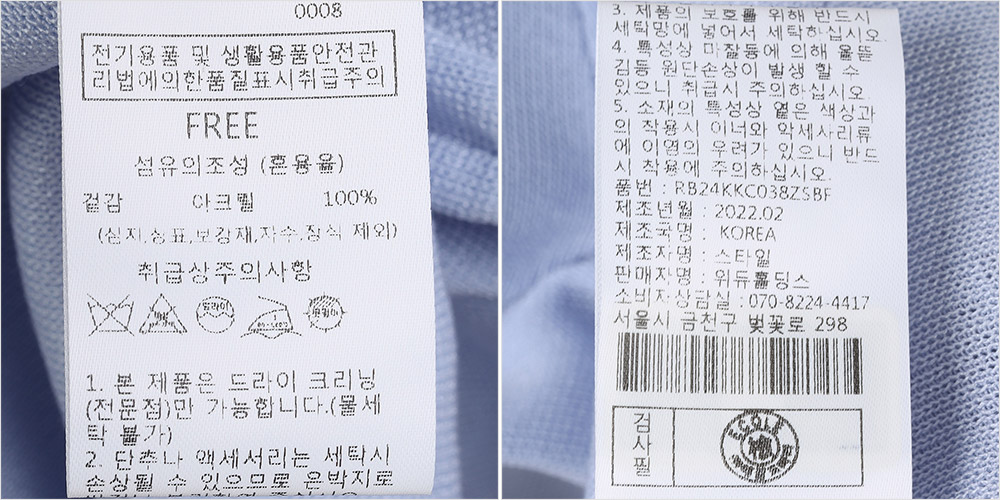 0008
전기용품 및 생활용품안전관
리법에의한품질표시취급주의
FREE
섬유의조성 (혼용율)
겉감 아크릴 100%
(심지,상표,보강재,자수,장식 제외)
취급상주의사항
드라이
1. 본 제품은 드라이 크리닝
(전문점)만 가능합니다.(물세
탁 불가)
2. 단추나 액세서리는 세탁시
손상될 수 있으므로 은박지로
3. 제품의 보호를 위해 반드시
세탁망에 넣어서 세탁하십시오.
4. 특성상 마찰등에 의해 올뜯
김등 원단손상이 발생 할 수
있으니 취급시 주의하십시오.
5. 소재의 특성상 옅은 색상과
의 착용시 이너와 악세사리류
에 이염의 우려가 있으니 반드
시 착용에 주의하십시오.
품번 : RB24KKC038ZSBF
제조년월 : 2022.02
제조국명 : KOREA
제조자명 : 스타일
판매자명 : 위듀홀딩스
소비자상담실 : 070-8224-4417
서울시 금천구 벚꽃로 298
검사필
ECOLE